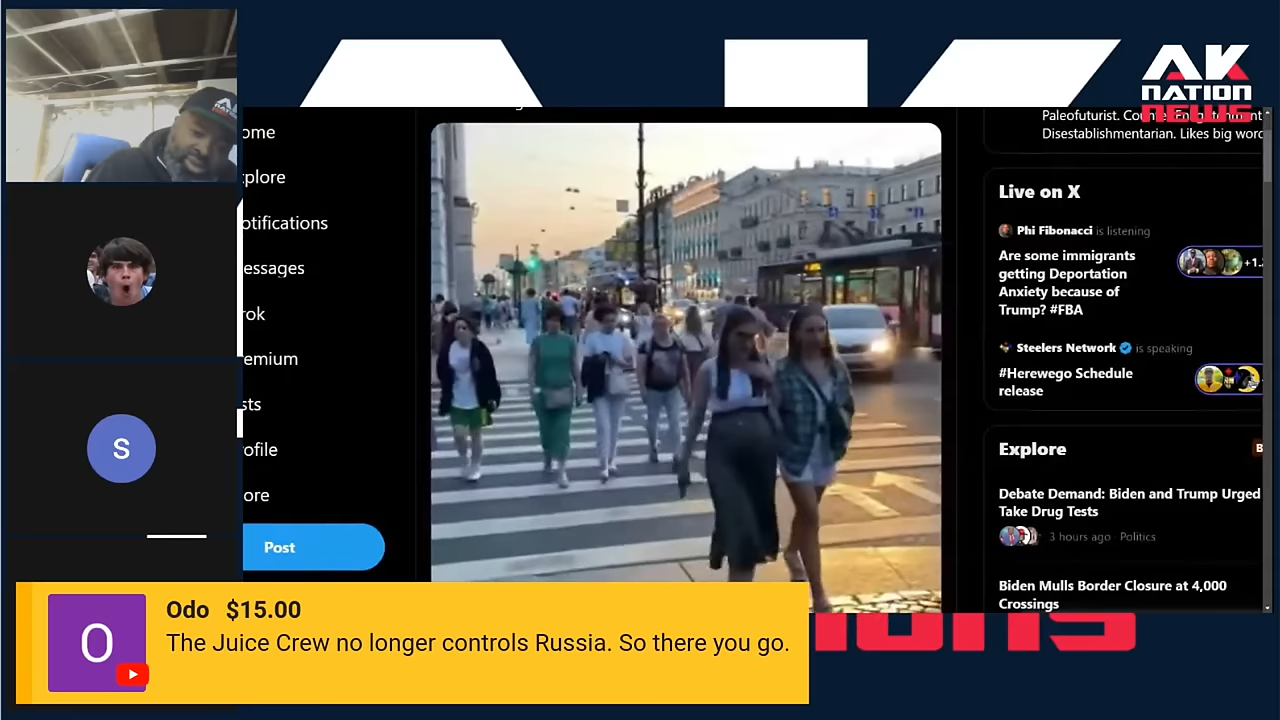 AK
NATION
NEWS
ome
xplore
otifications
essages
rok
emium
sts
ofile
ore
Post
Paleofuturist. Counter-Enlightenment
Disestablishmentarian. Likes big word
Live on X
Phi Fibonacci is listening
Are some immigrants
getting Deportation
Anxiety because of
Trump? #FBA
+1.
Steelers Network is speaking
#Herewego Schedule
release
Explore
B
Debate Demand: Biden and Trump Urged
Take Drug Tests
3 hours ago · Politics
Biden Mulls Border Closure at 4,000
Crossings
S
O
Odo $15.00
The Juice Crew no longer controls Russia. So there you go.